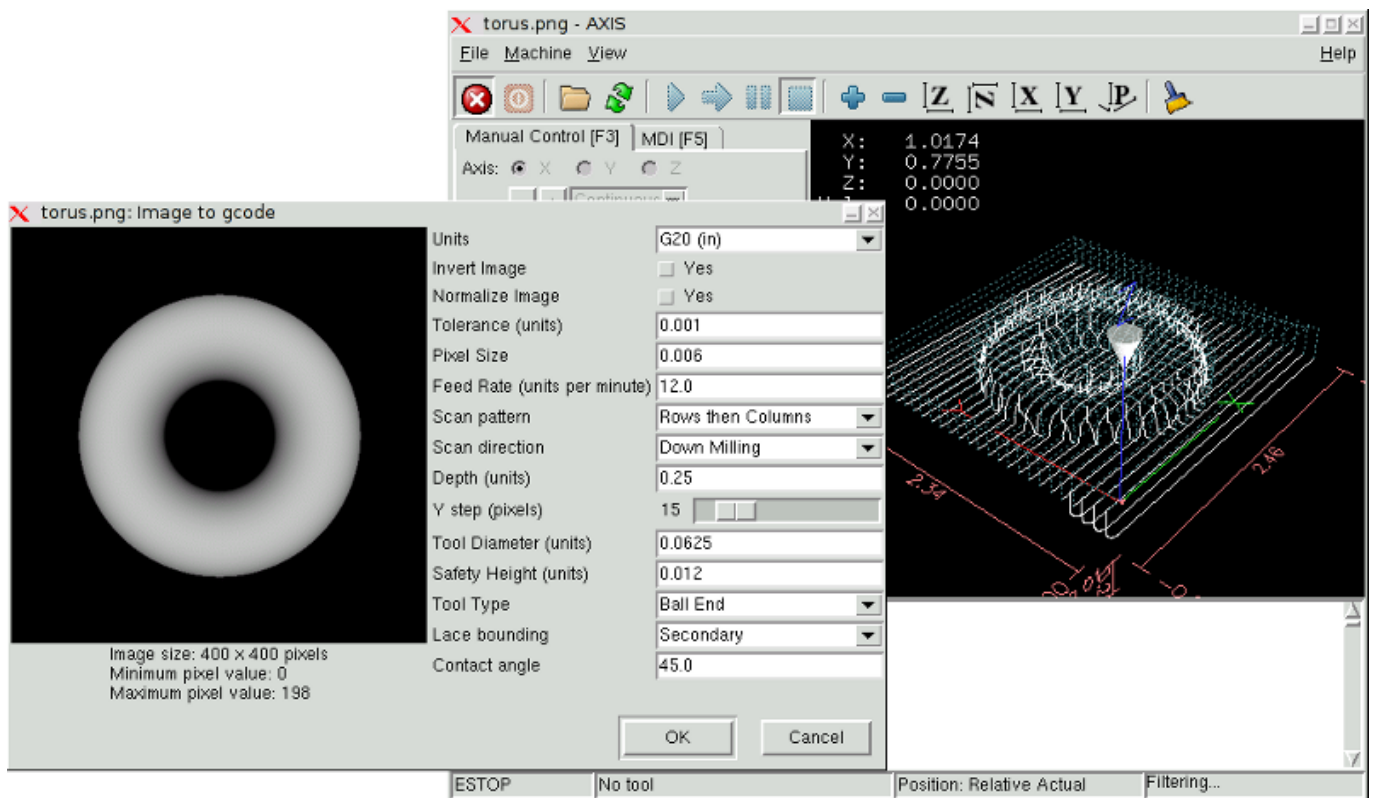 torus.png - AXIS
File Machine View
Help
Z N X Y P
Manual Control [F3]
MDI [F5]
Axis: X Y Z
Continuous
X: 1.0174
Y: 0.7755
Z: 0.0000
0.0000
2.34
2.46
torus.png: Image to gcode
Units G20 (in)
Invert Image Yes
Normalize Image Yes
Tolerance (units) 0.001
Pixel Size 0.006
Feed Rate (units per minute) 12.0
Scan pattern Rows then Columns
Scan direction Down Milling
Depth (units) 0.25
Y step (pixels) 15
Tool Diameter (units) 0.0625
Safety Height (units) 0.012
Tool Type Ball End
Lace bounding Secondary
Contact angle 45.0
Image size: 400 x 400 pixels
Minimum pixel value: 0
Maximum pixel value: 198
OK
Cancel
ESTOP
No tool
Position: Relative Actual
Filtering...